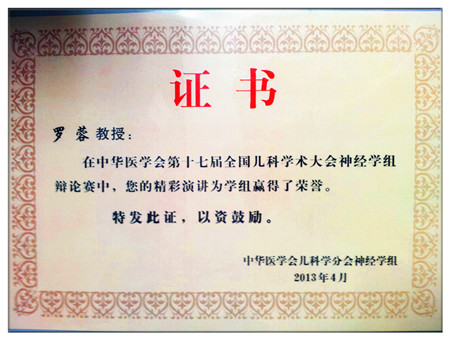 证书
罗蓉教授：
在中华医学会第十七届全国儿科学术大会神经学组
辩论赛中，您的精彩演讲为学组赢得了荣誉。
特发此证，以资鼓励。
中华医学会儿科学分会神经学组
2013年4月